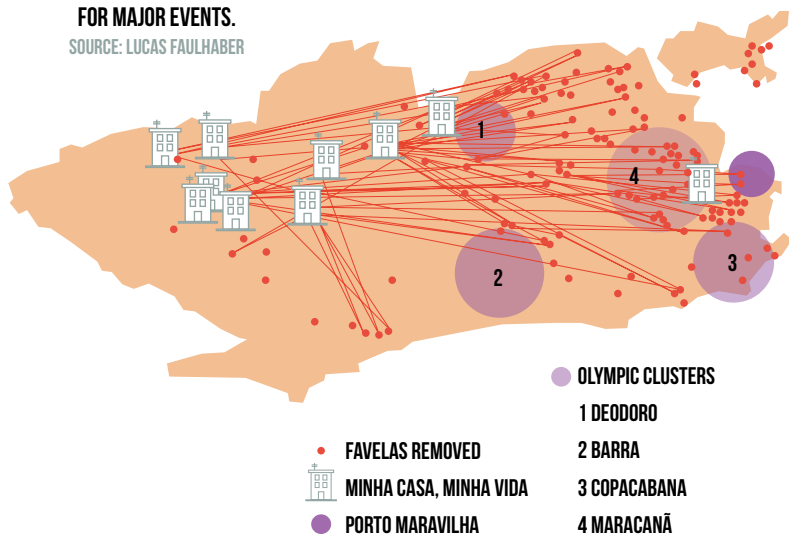 FOR MAJOR EVENTS.
SOURCE: LUCAS FAULHABER
1
4
2
3
OLYMPIC CLUSTERS
1 DEODORO
FAVELAS REMOVED
2 BARRA
MINHA CASA, MINHA VIDA
3 COPACABANA
PORTO MARAVILHA
4 MARACANÃ